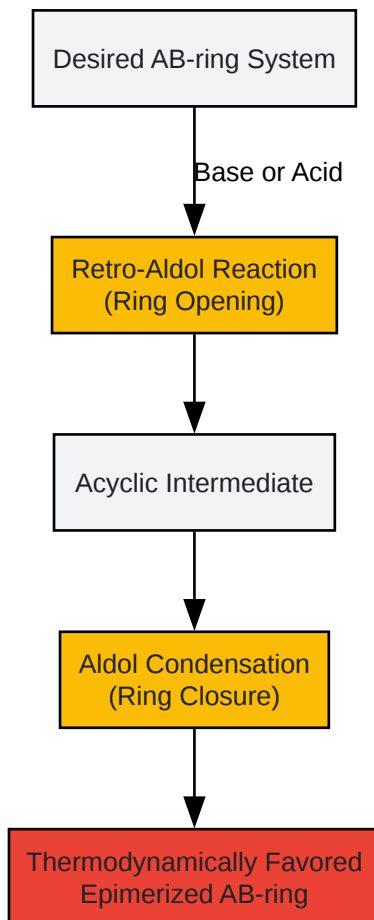 Desired AB-ring System
Base or Acid
Retro-Aldol Reaction
(Ring Opening)
Acyclic Intermediate
Aldol Condensation
(Ring Closure)
Thermodynamically Favored
Epimerized AB-ring